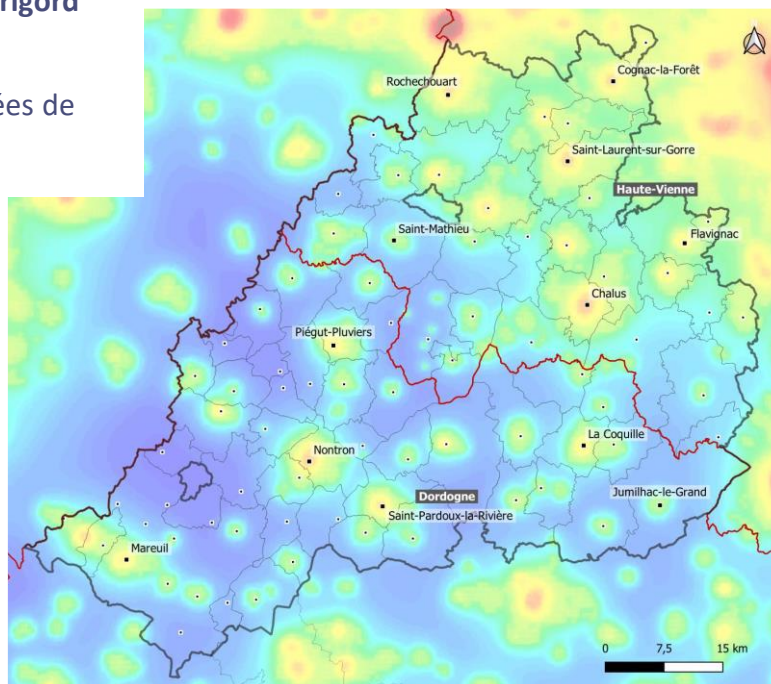 rigord
ées de
Rochechouart
Cognac-la-Forêt
Saint-Laurent-sur-Gorre
Haute-Vienne
Saint-Mathieu
Flavignac
Chalus
Piégut-Pluviers
La Coquille
Nontron
Dordogne
Jumilhac-le-Grand
Saint-Pardoux-la-Rivière
Mareuil
0 7,5 15 km